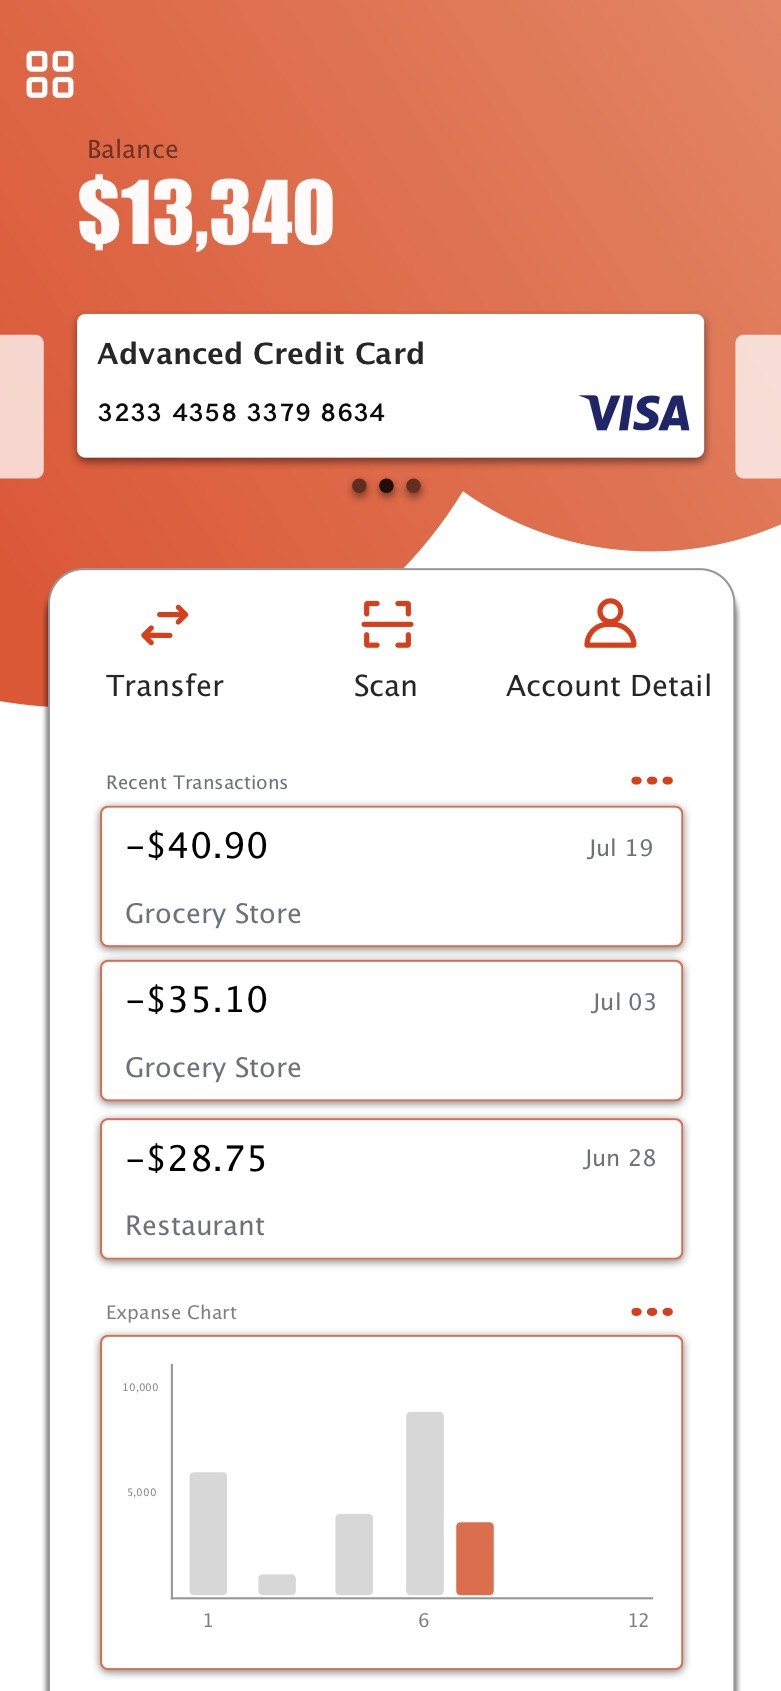 Balance
$13,340
Advanced Credit Card
3233 4358 3379 8634
VISA
Transfer
Scan
Account Detail
Recent Transactions
-$40.90
Jul 19
Grocery Store
-$35.10
Jul 03
Grocery Store
-$28.75
Jun 28
Restaurant
Expanse Chart
10,000
5,000
1
6
12